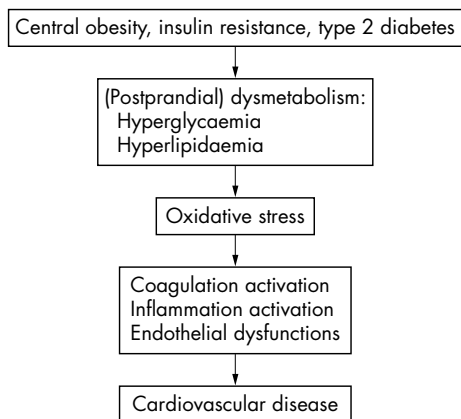 Central obesity, insulin resistance, type 2 diabetes
(Postprandial) dysmetabolism:
Hyperglycaemia
Hyperlipidaemia
Oxidative stress
Coagulation activation
Inflammation activation
Endothelial dysfunctions
Cardiovascular disease